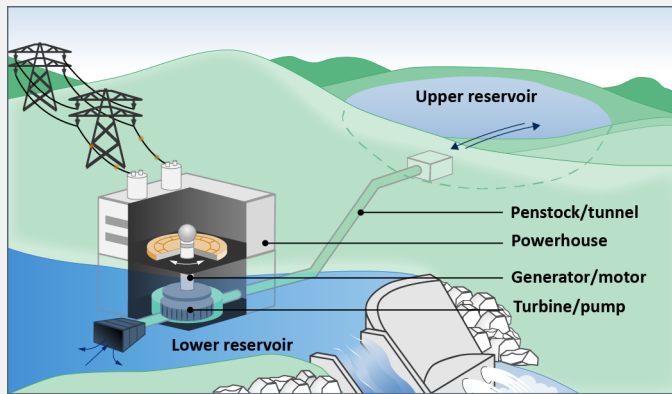 Upper reservoir
Penstock/tunnel
Powerhouse
Generator/motor
Turbine/pump
Lower reservoir